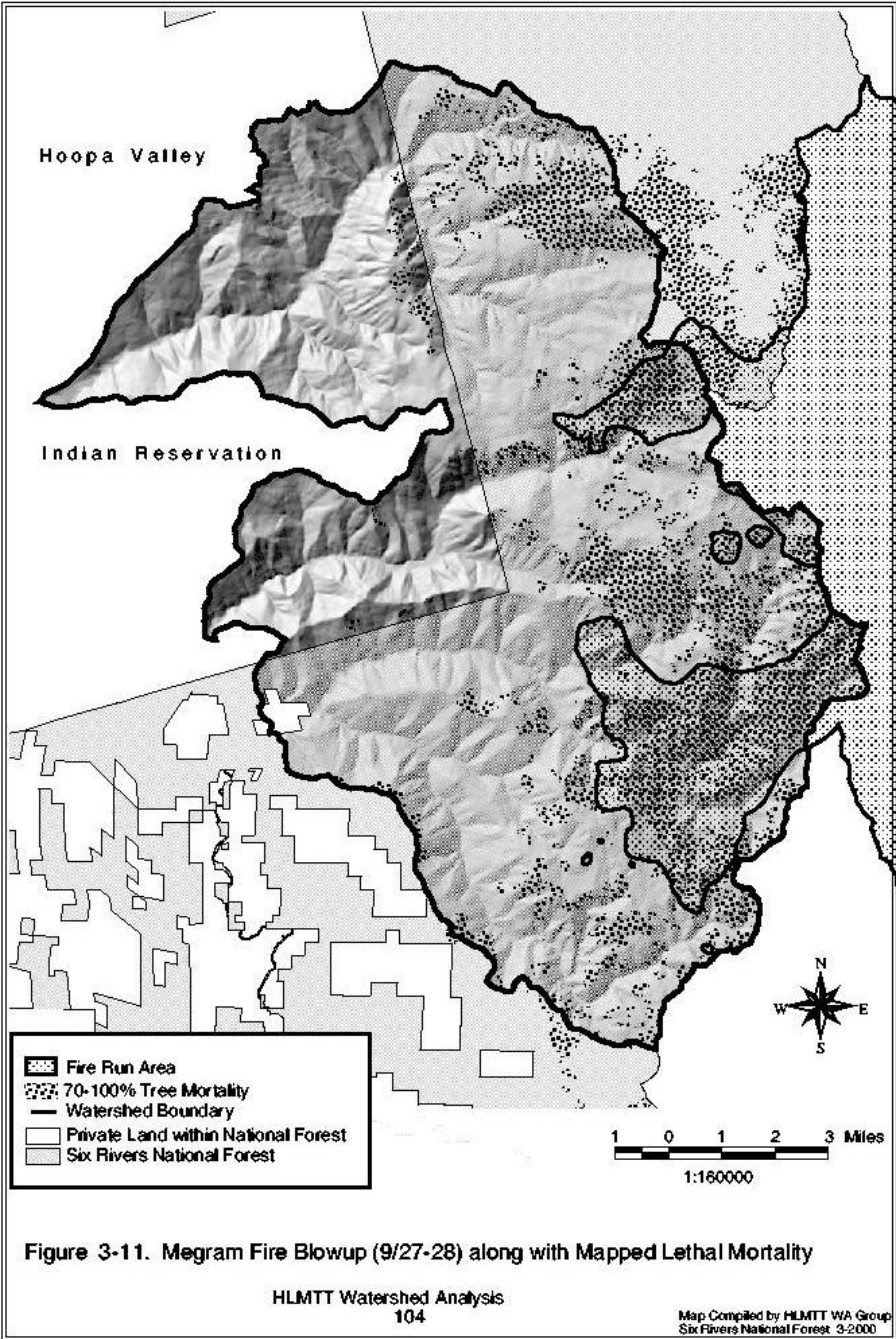 Hoopa Valley
Indian Reservation
N
W E
S
Fire Run Area
70-100% Tree Mortality
Watershed Boundary
Private Land within National Forest
Six Rivers National Forest
1 0 1 2 3 Miles
1:160000
Figure 3-11. Megram Fire Blowup (9/27-28) along with Mapped Lethal Mortality
HLMTT Watershed Analysis
104
Map Compiled by HLMTT WA Group
Six Rivers National Forest 3-2000